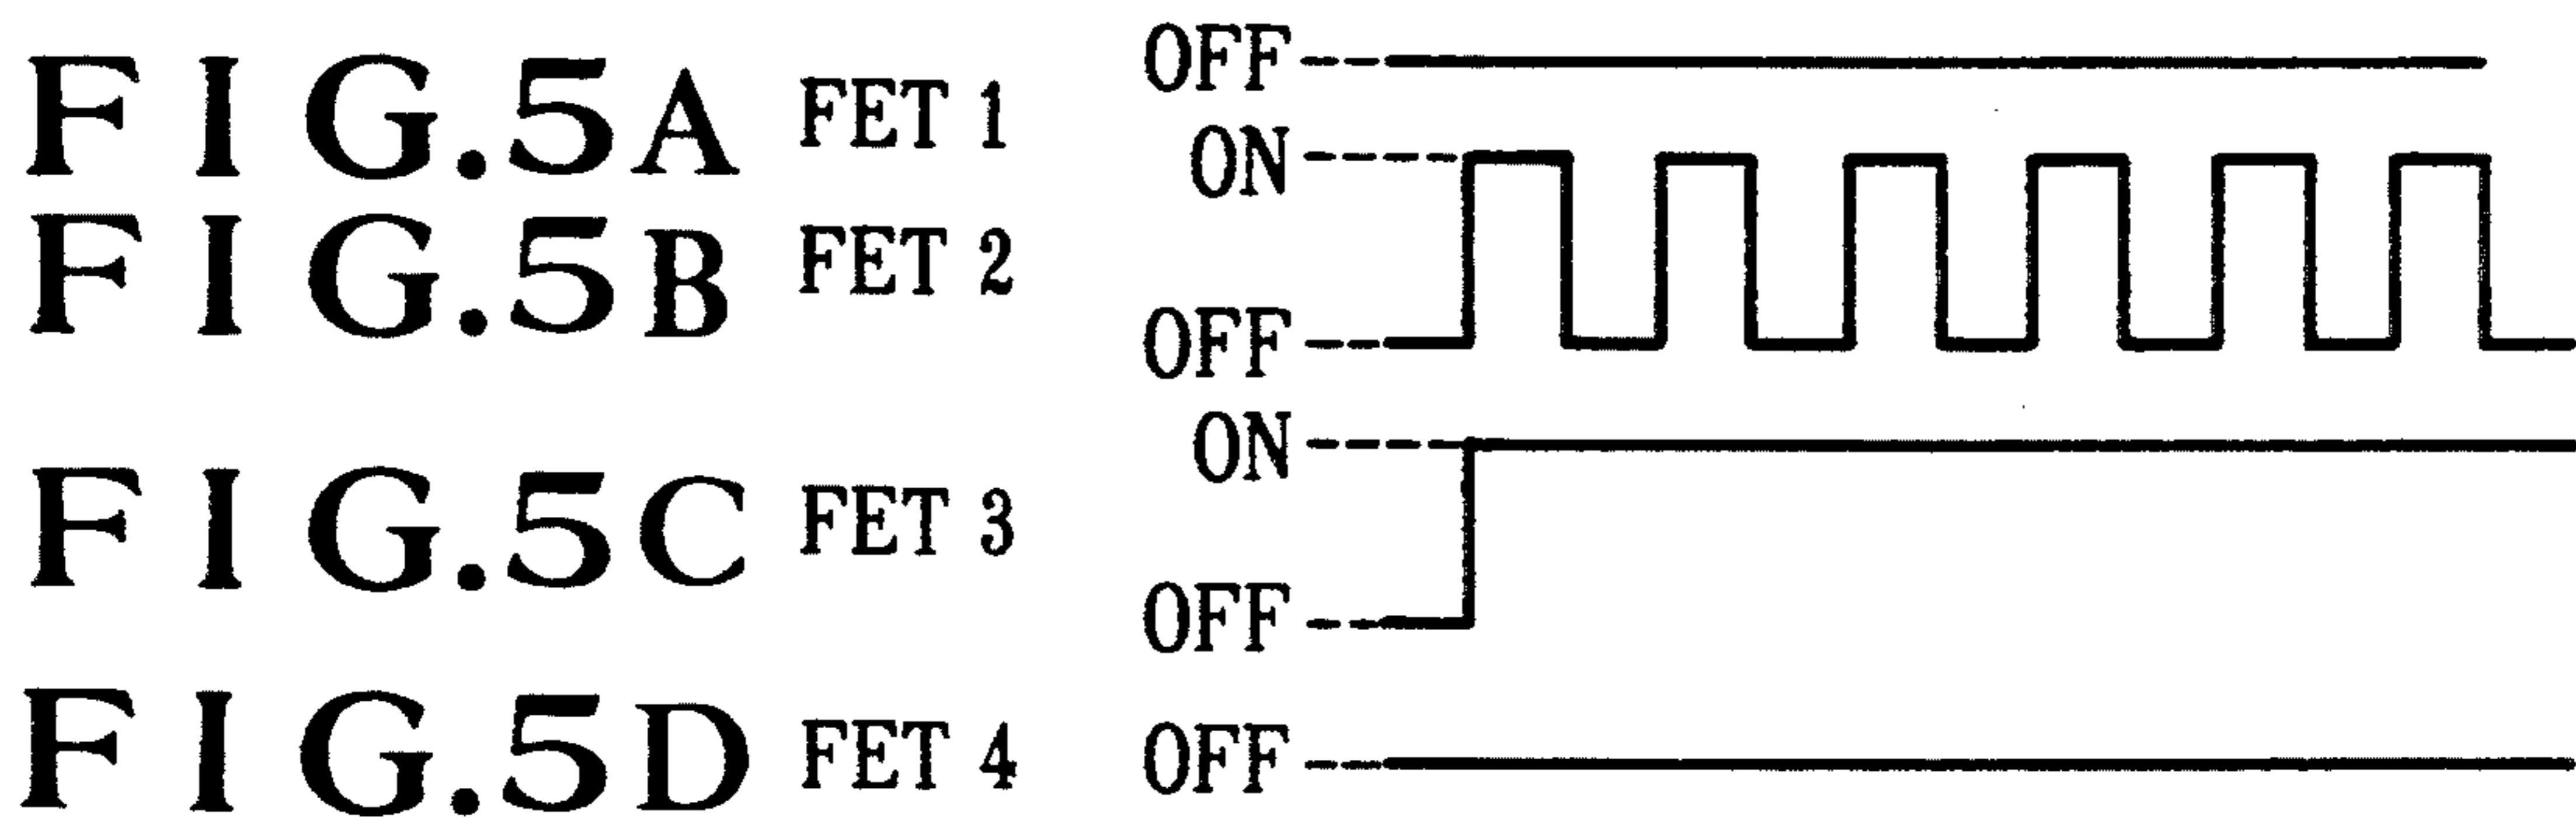 FIG.5A FET 1 OFF
ON
FIG.5B FET 2
OFF
ON
FIG.5C FET 3
OFF
FIG.5D FET 4 OFF